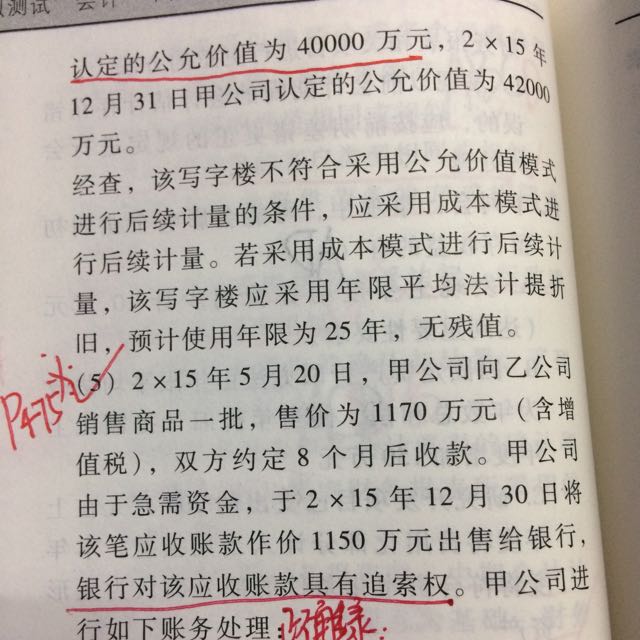 测试 会计
认定的公允价值为 40000 万元，2×15 年
12 月 31 日甲公司认定的公允价值为 42000
万元。
经查，该写字楼不符合采用公允价值模式
进行后续计量的条件，应采用成本模式进
行后续计量。若采用成本模式进行后续计
量，该写字楼应采用年限平均法计提折
旧，预计使用年限为 25 年，无残值。
P475
(5) 2×15 年 5 月 20 日，甲公司向乙公司
销售商品一批，售价为 1170 万元（含增
值税），双方约定 8 个月后收款。甲公司
由于急需资金，于 2×15 年 12 月 30 日将
该笔应收账款作价 1150 万元出售给银行，
银行对该应收账款具有追索权。甲公司进
行如下账务处理：